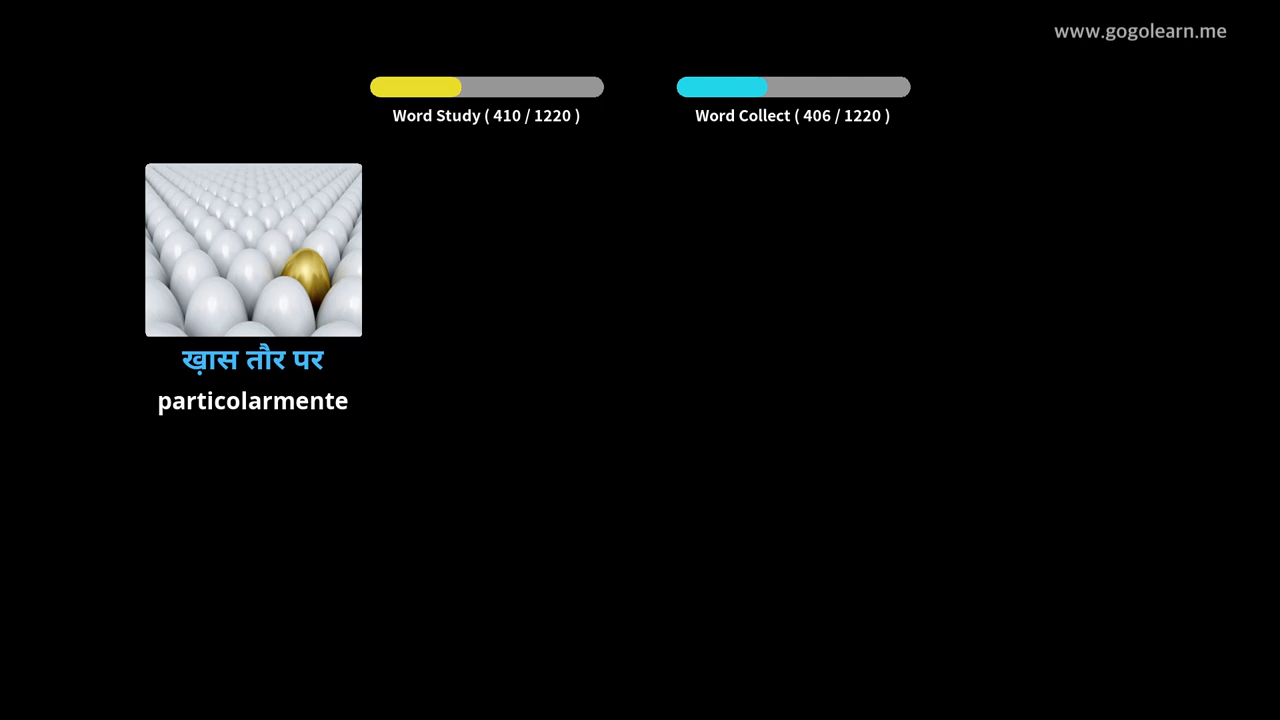 www.gogolearn.me
Word Study ( 410 / 1220 )
Word Collect ( 406 / 1220 )
ख़ास तौर पर
particolarmente